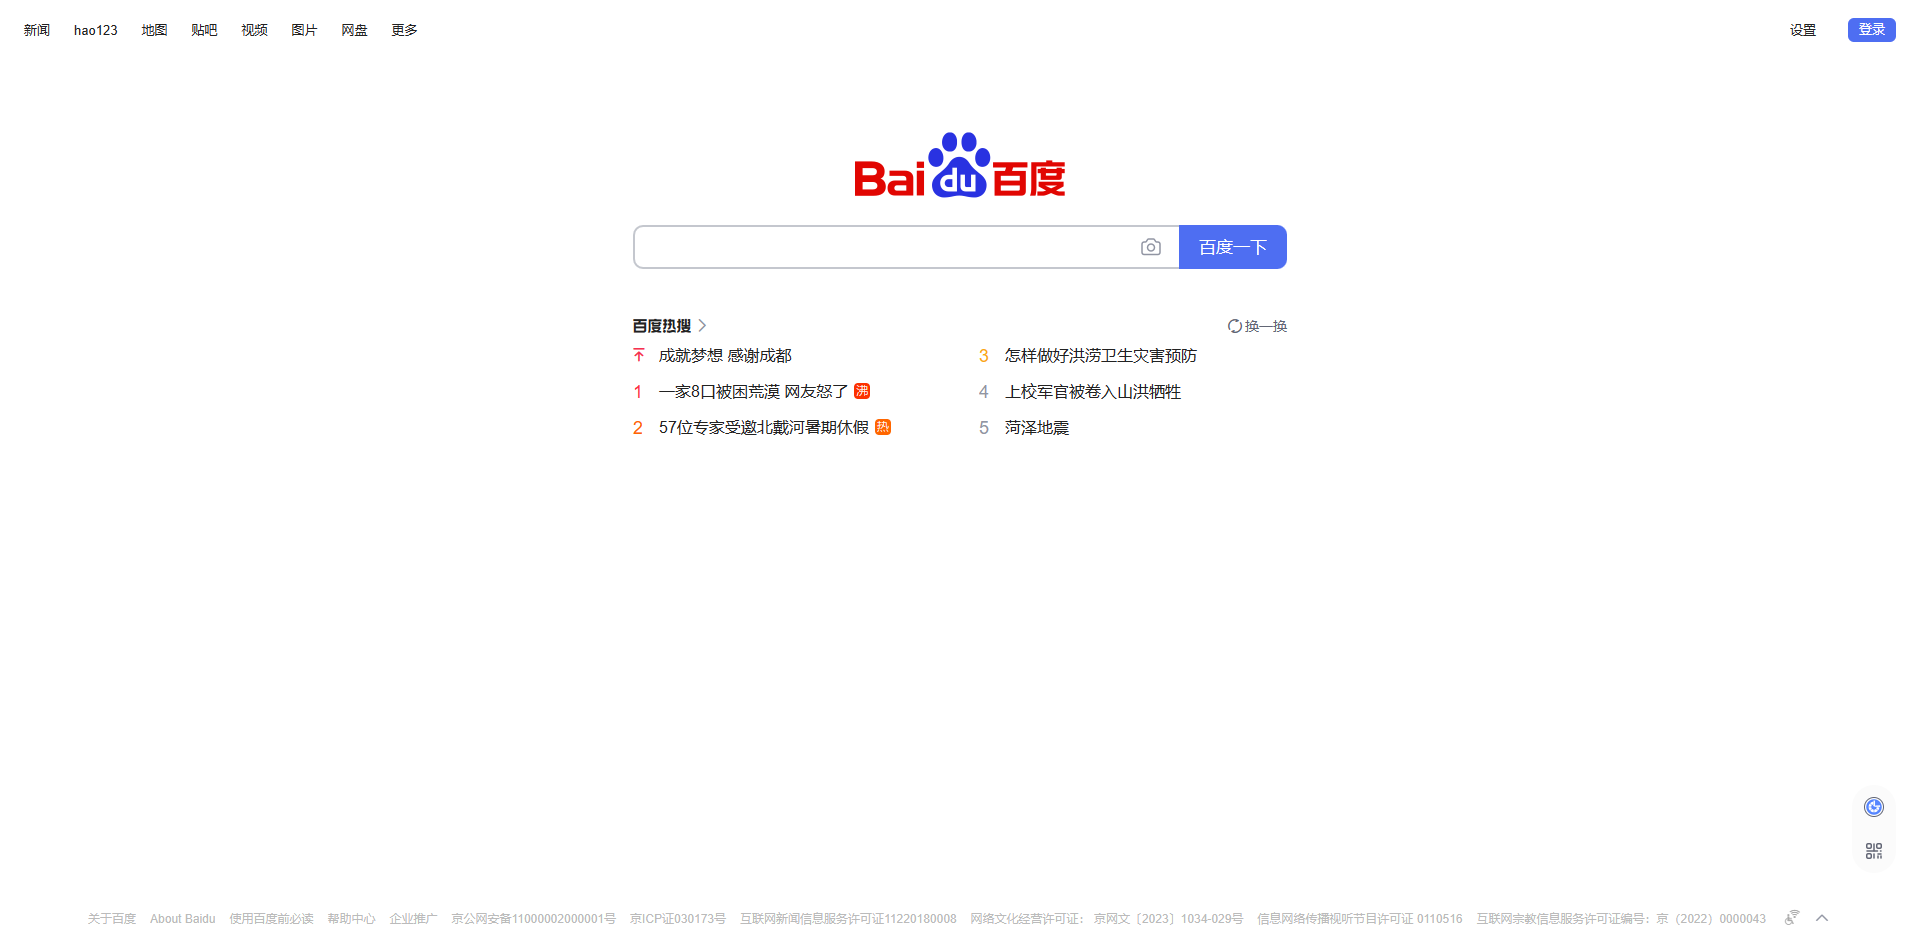 新闻 hao123 地图 贴吧 视频 图片 网盘 更多 设置 登录
Baidu百度
百度一下
百度热搜 换一换
成就梦想 感谢成都
1 一家8口被困荒漠 网友怒了 沸
2 57位专家受邀北戴河暑期休假 热
3 怎样做好洪涝卫生灾害预防
4 上校军官被卷入山洪牺牲
5 菏泽地震
关于百度 About Baidu 使用百度前必读 帮助中心 企业推广 京公网安备11000002000001号 京ICP证030173号 互联网新闻信息服务许可证11220180008 网络文化经营许可证： 京网文〔2023〕1034-029号 信息网络传播视听节目许可证 0110516 互联网宗教信息服务许可证编号：京（2022）0000043